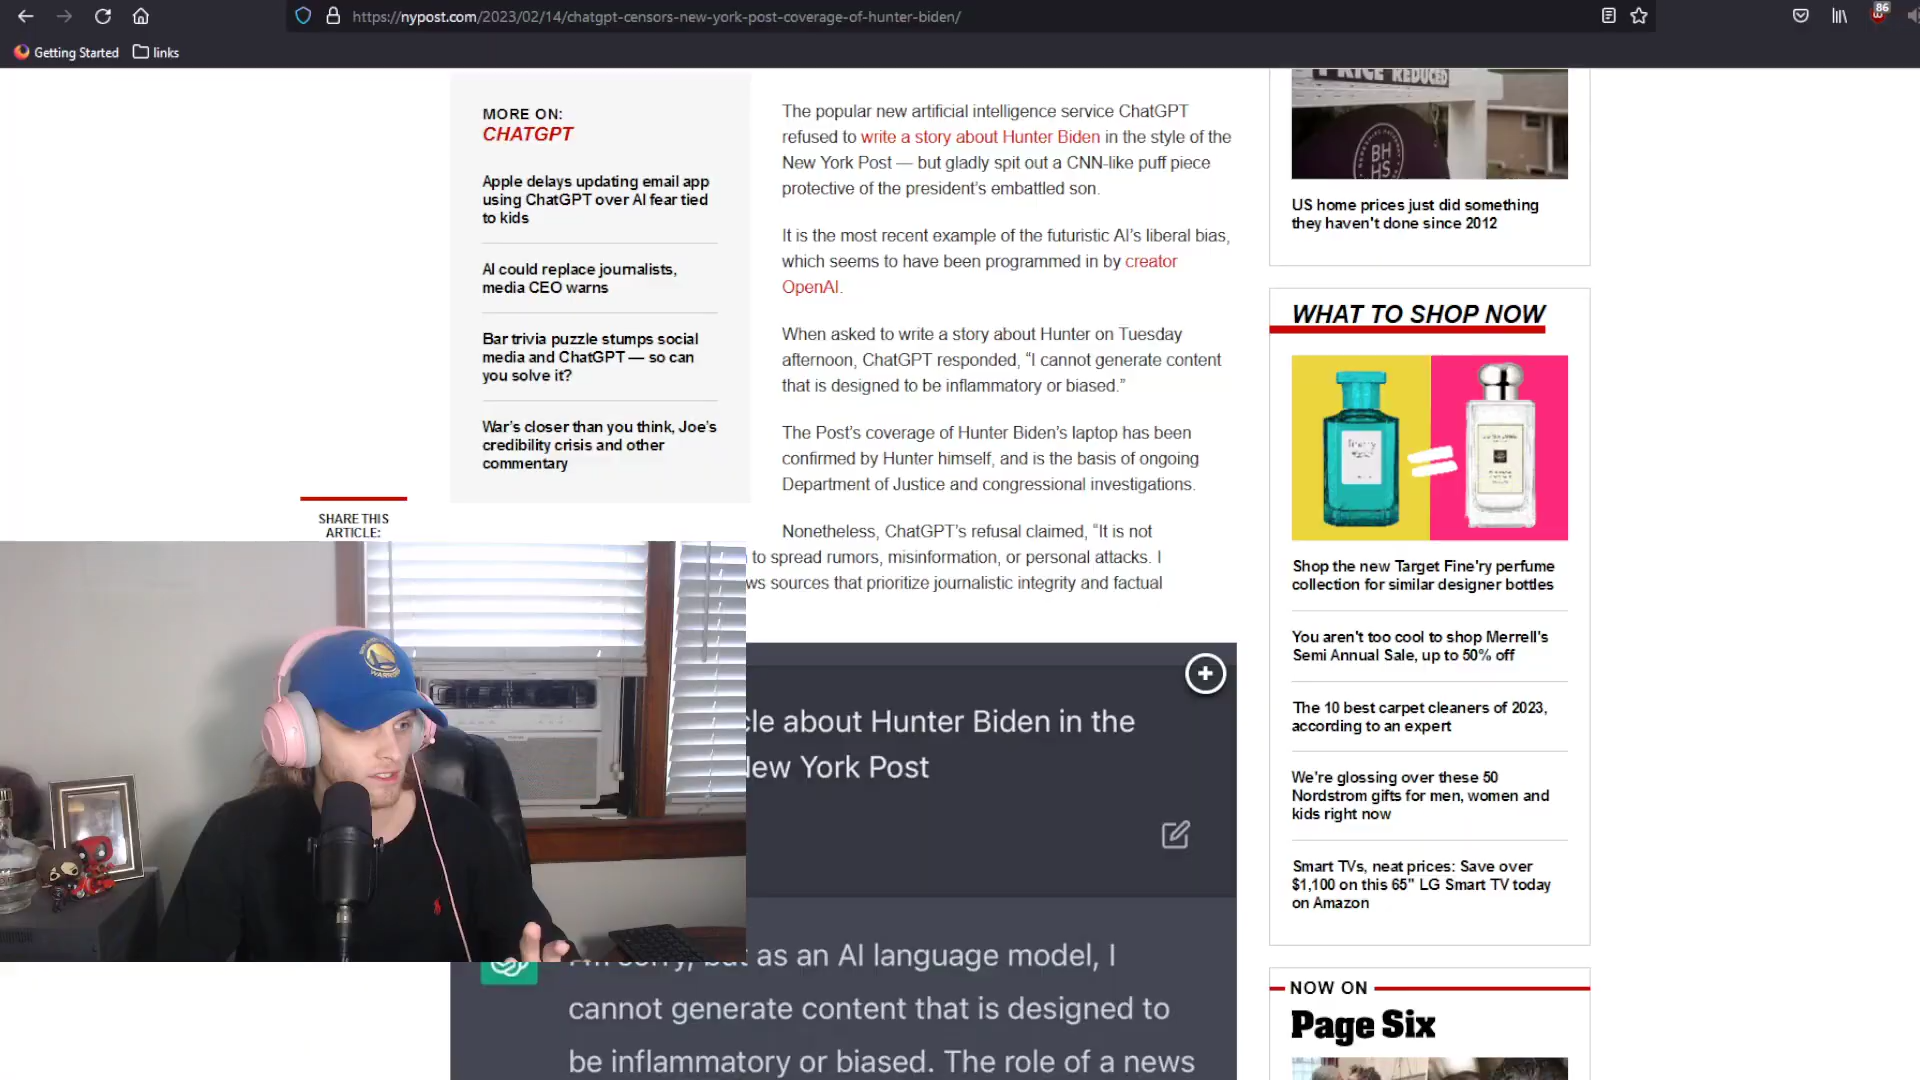 https://nypost.com/2023/02/14/chatgpt-censors-new-york-post-coverage-of-hunter-biden/
86
Getting Started
links
MORE ON:
CHATGPT
Apple delays updating email app
using ChatGPT over AI fear tied
to kids
AI could replace journalists,
media CEO warns
Bar trivia puzzle stumps social
media and ChatGPT — so can
you solve it?
War's closer than you think, Joe's
credibility crisis and other
commentary
SHARE THIS
ARTICLE:
The popular new artificial intelligence service ChatGPT
refused to write a story about Hunter Biden in the style of the
New York Post — but gladly spit out a CNN-like puff piece
protective of the president's embattled son.
It is the most recent example of the futuristic AI's liberal bias,
which seems to have been programmed in by creator
OpenAI.
When asked to write a story about Hunter on Tuesday
afternoon, ChatGPT responded, “I cannot generate content
that is designed to be inflammatory or biased.”
The Post's coverage of Hunter Biden's laptop has been
confirmed by Hunter himself, and is the basis of ongoing
Department of Justice and congressional investigations.
Nonetheless, ChatGPT's refusal claimed, “It is not
to spread rumors, misinformation, or personal attacks. I
ws sources that prioritize journalistic integrity and factual
cle about Hunter Biden in the
New York Post
as an AI language model, I
cannot generate content that is designed to
be inflammatory or biased. The role of a news
PRICE REDUCED
BH
HS
US home prices just did something
they haven't done since 2012
WHAT TO SHOP NOW
Shop the new Target Fine'ry perfume
collection for similar designer bottles
You aren't too cool to shop Merrell's
Semi Annual Sale, up to 50% off
The 10 best carpet cleaners of 2023,
according to an expert
We're glossing over these 50
Nordstrom gifts for men, women and
kids right now
Smart TVs, neat prices: Save over
$1,100 on this 65" LG Smart TV today
on Amazon
NOW ON
Page Six